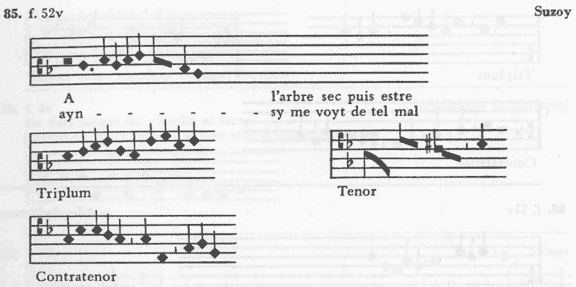 85. f. 52v Suzoy
A l'arbre sec puis estre
ayn - - - - - - sy me voyt de tel mal
Triplum Tenor
Contratenor